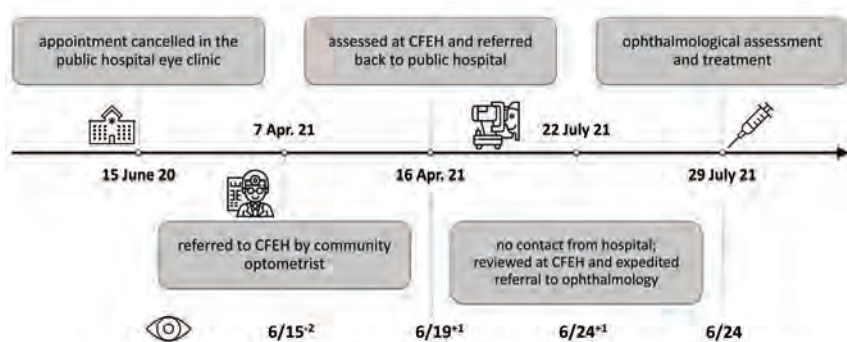 appointment cancelled in the
public hospital eye clinic
assessed at CFEH and referred
back to public hospital
ophthalmological assessment
and treatment
7 Apr. 21
22 July 21
15 June 20
16 Apr. 21
29 July 21
referred to CFEH by community
optometrist
no contact from hospital;
reviewed at CFEH and expedited
referral to ophthalmology
6/15⁺²
6/19⁺¹
6/24⁺¹
6/24